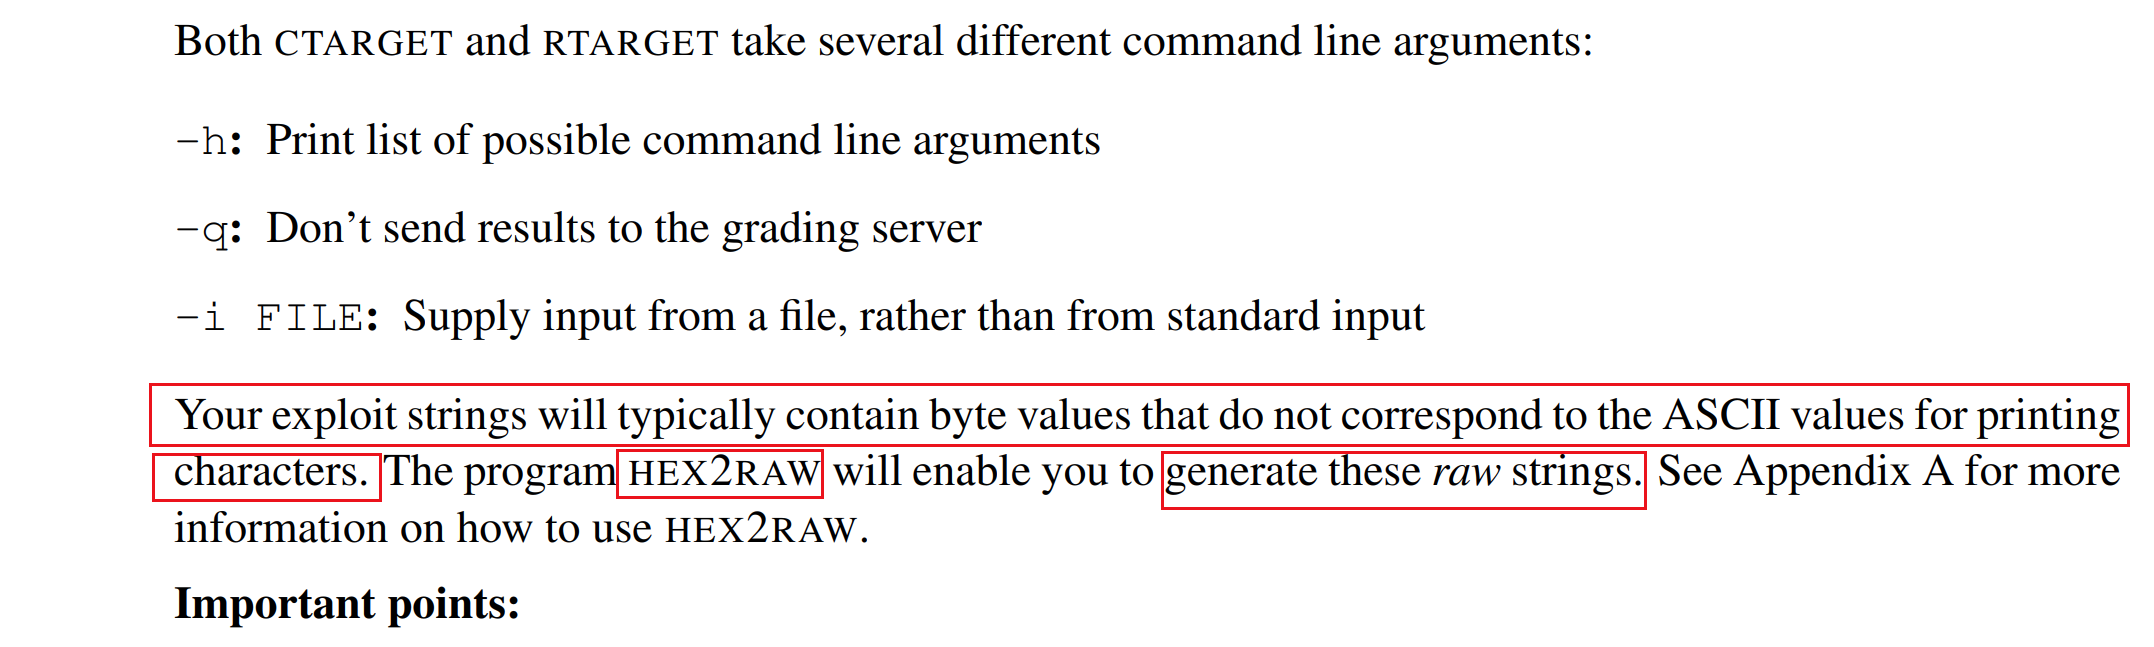 Both CTARGET and RTARGET take several different command line arguments:
-h: Print list of possible command line arguments
-q: Don't send results to the grading server
-i FILE: Supply input from a file, rather than from standard input
Your exploit strings will typically contain byte values that do not correspond to the ASCII values for printing
characters. The program HEX2RAW will enable you to generate these raw strings. See Appendix A for more
information on how to use HEX2RAW.
Important points: